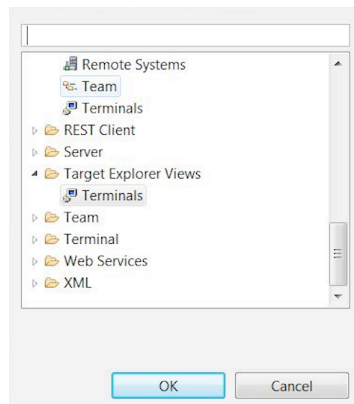 Remote Systems
Team
Terminals
REST Client
Server
Target Explorer Views
Terminals
Team
Terminal
Web Services
XML
OK
Cancel